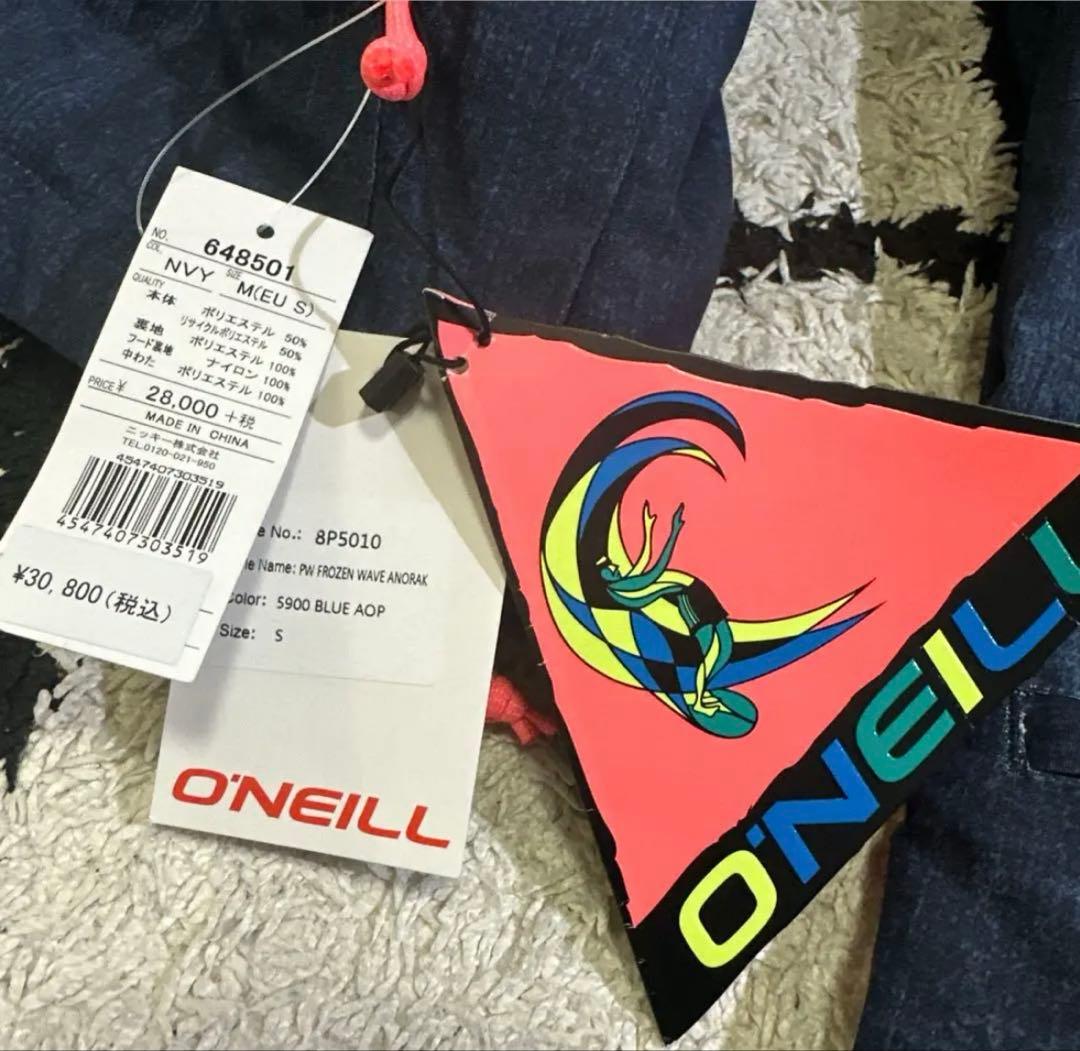 NO. 648501
COL. NVY SIZE M(EU S)
QUALITY
本体 ポリエステル 50%
リサイクルポリエステル 50%
裏地 ポリエステル 100%
フード裏地 ナイロン 100%
中わた ポリエステル 100%
PRICE ¥ 28,000 +税
MADE IN CHINA
ニッキー株式会社
TEL.0120-021-950
4547407303519
4547407303519
¥30,800(税込)
e No.: 8P5010
le Name: PW FROZEN WAVE ANORAK
Color: 5900 BLUE AOP
Size: S
O'NEILL
O'NEILL